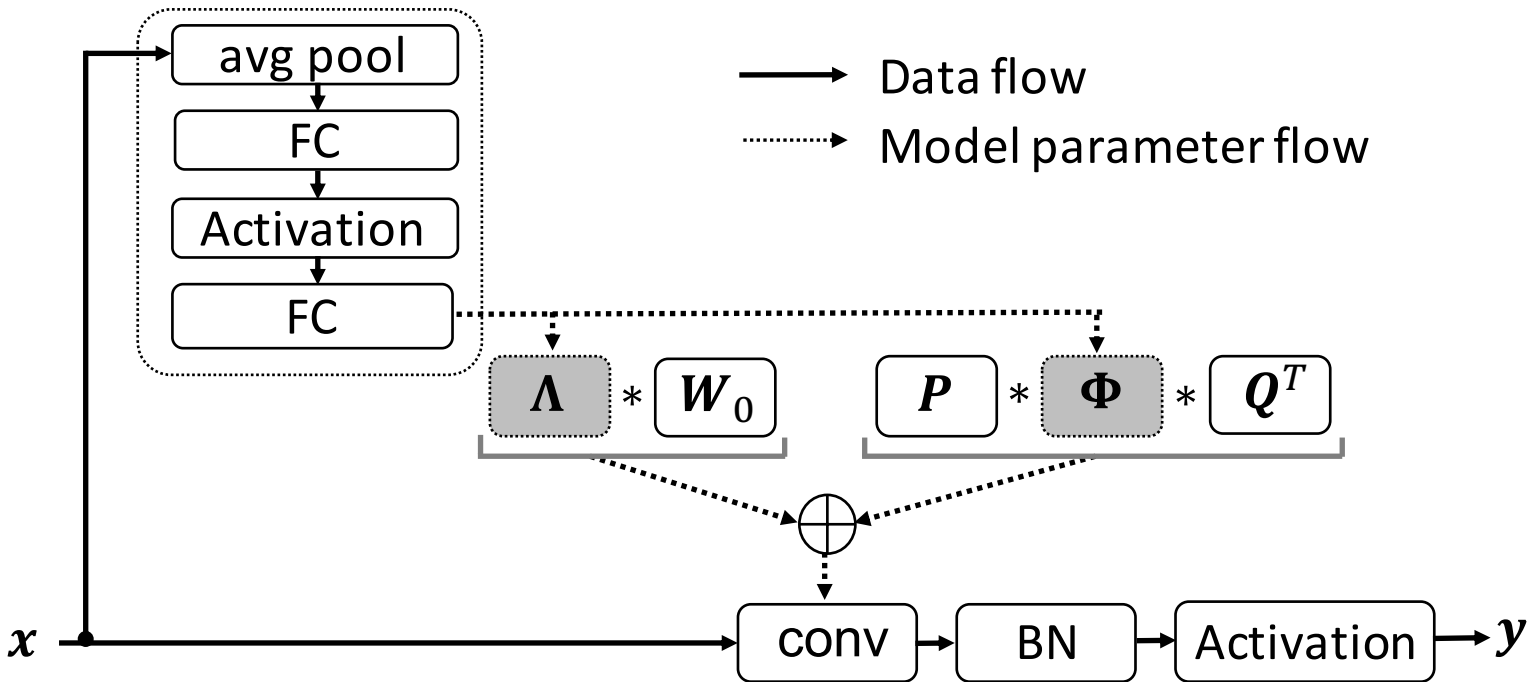 avg pool
FC
Activation
FC
Data flow
Model parameter flow
Λ * W₀ P * Φ * Qᵀ
x conv BN Activation y